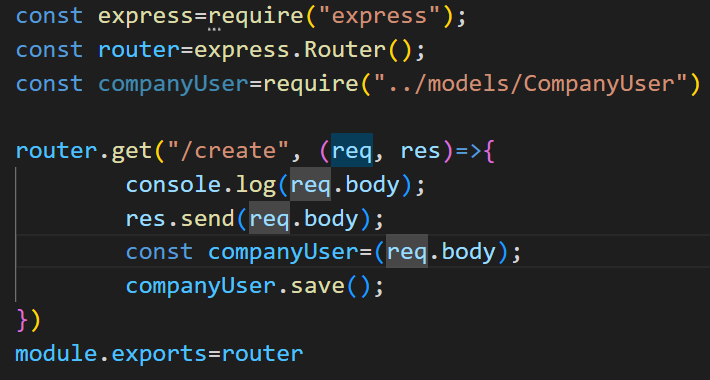 const express=require("express");
const router=express.Router();
const companyUser=require("../models/CompanyUser")
router.get("/create", (req, res)=>{
console.log(req.body);
res.send(req.body);
const companyUser=(req.body);
companyUser.save();
})
module.exports=router